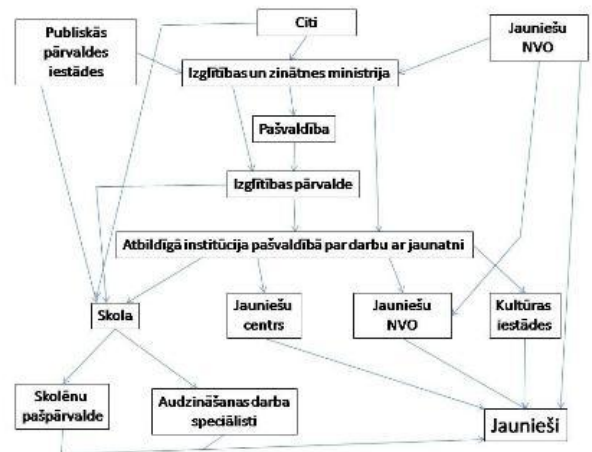 Publiskās
pārvaldes
iestādes
Citi
Jauniešu
NVO
Izglītības un zinātnes ministrija
Pašvaldība
Izglītības pārvalde
Atbildīgā institūcija pašvaldībā par darbu ar jaunatni
Skola
Jauniešu
centrs
Jauniešu
NVO
Kultūras
iestādes
Skolēnu
pašpārvalde
Audzināšanas darba
speciālisti
Jaunieši